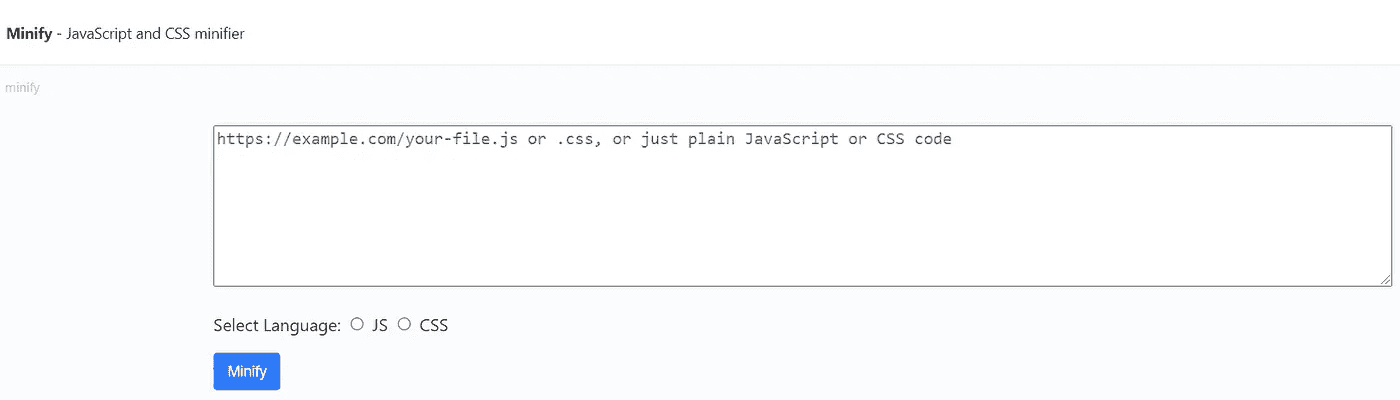 Minify - JavaScript and CSS minifier
minify
https://example.com/your-file.js or .css, or just plain JavaScript or CSS code
Select Language: JS CSS
Minify